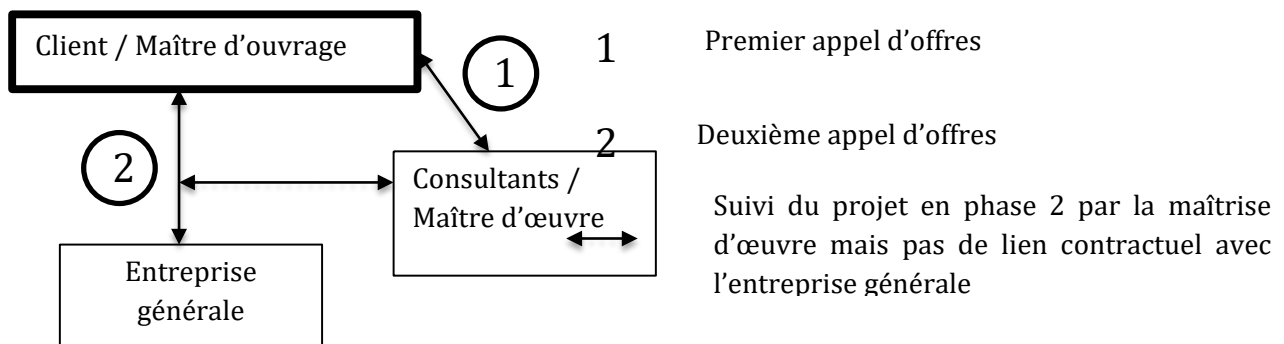 Client / Maître d’ouvrage
1
1
Premier appel d’offres
2
2
Deuxième appel d’offres
Consultants /
Maître d’œuvre
Suivi du projet en phase 2 par la maîtrise
d’œuvre mais pas de lien contractuel avec
l’entreprise générale
Entreprise
générale